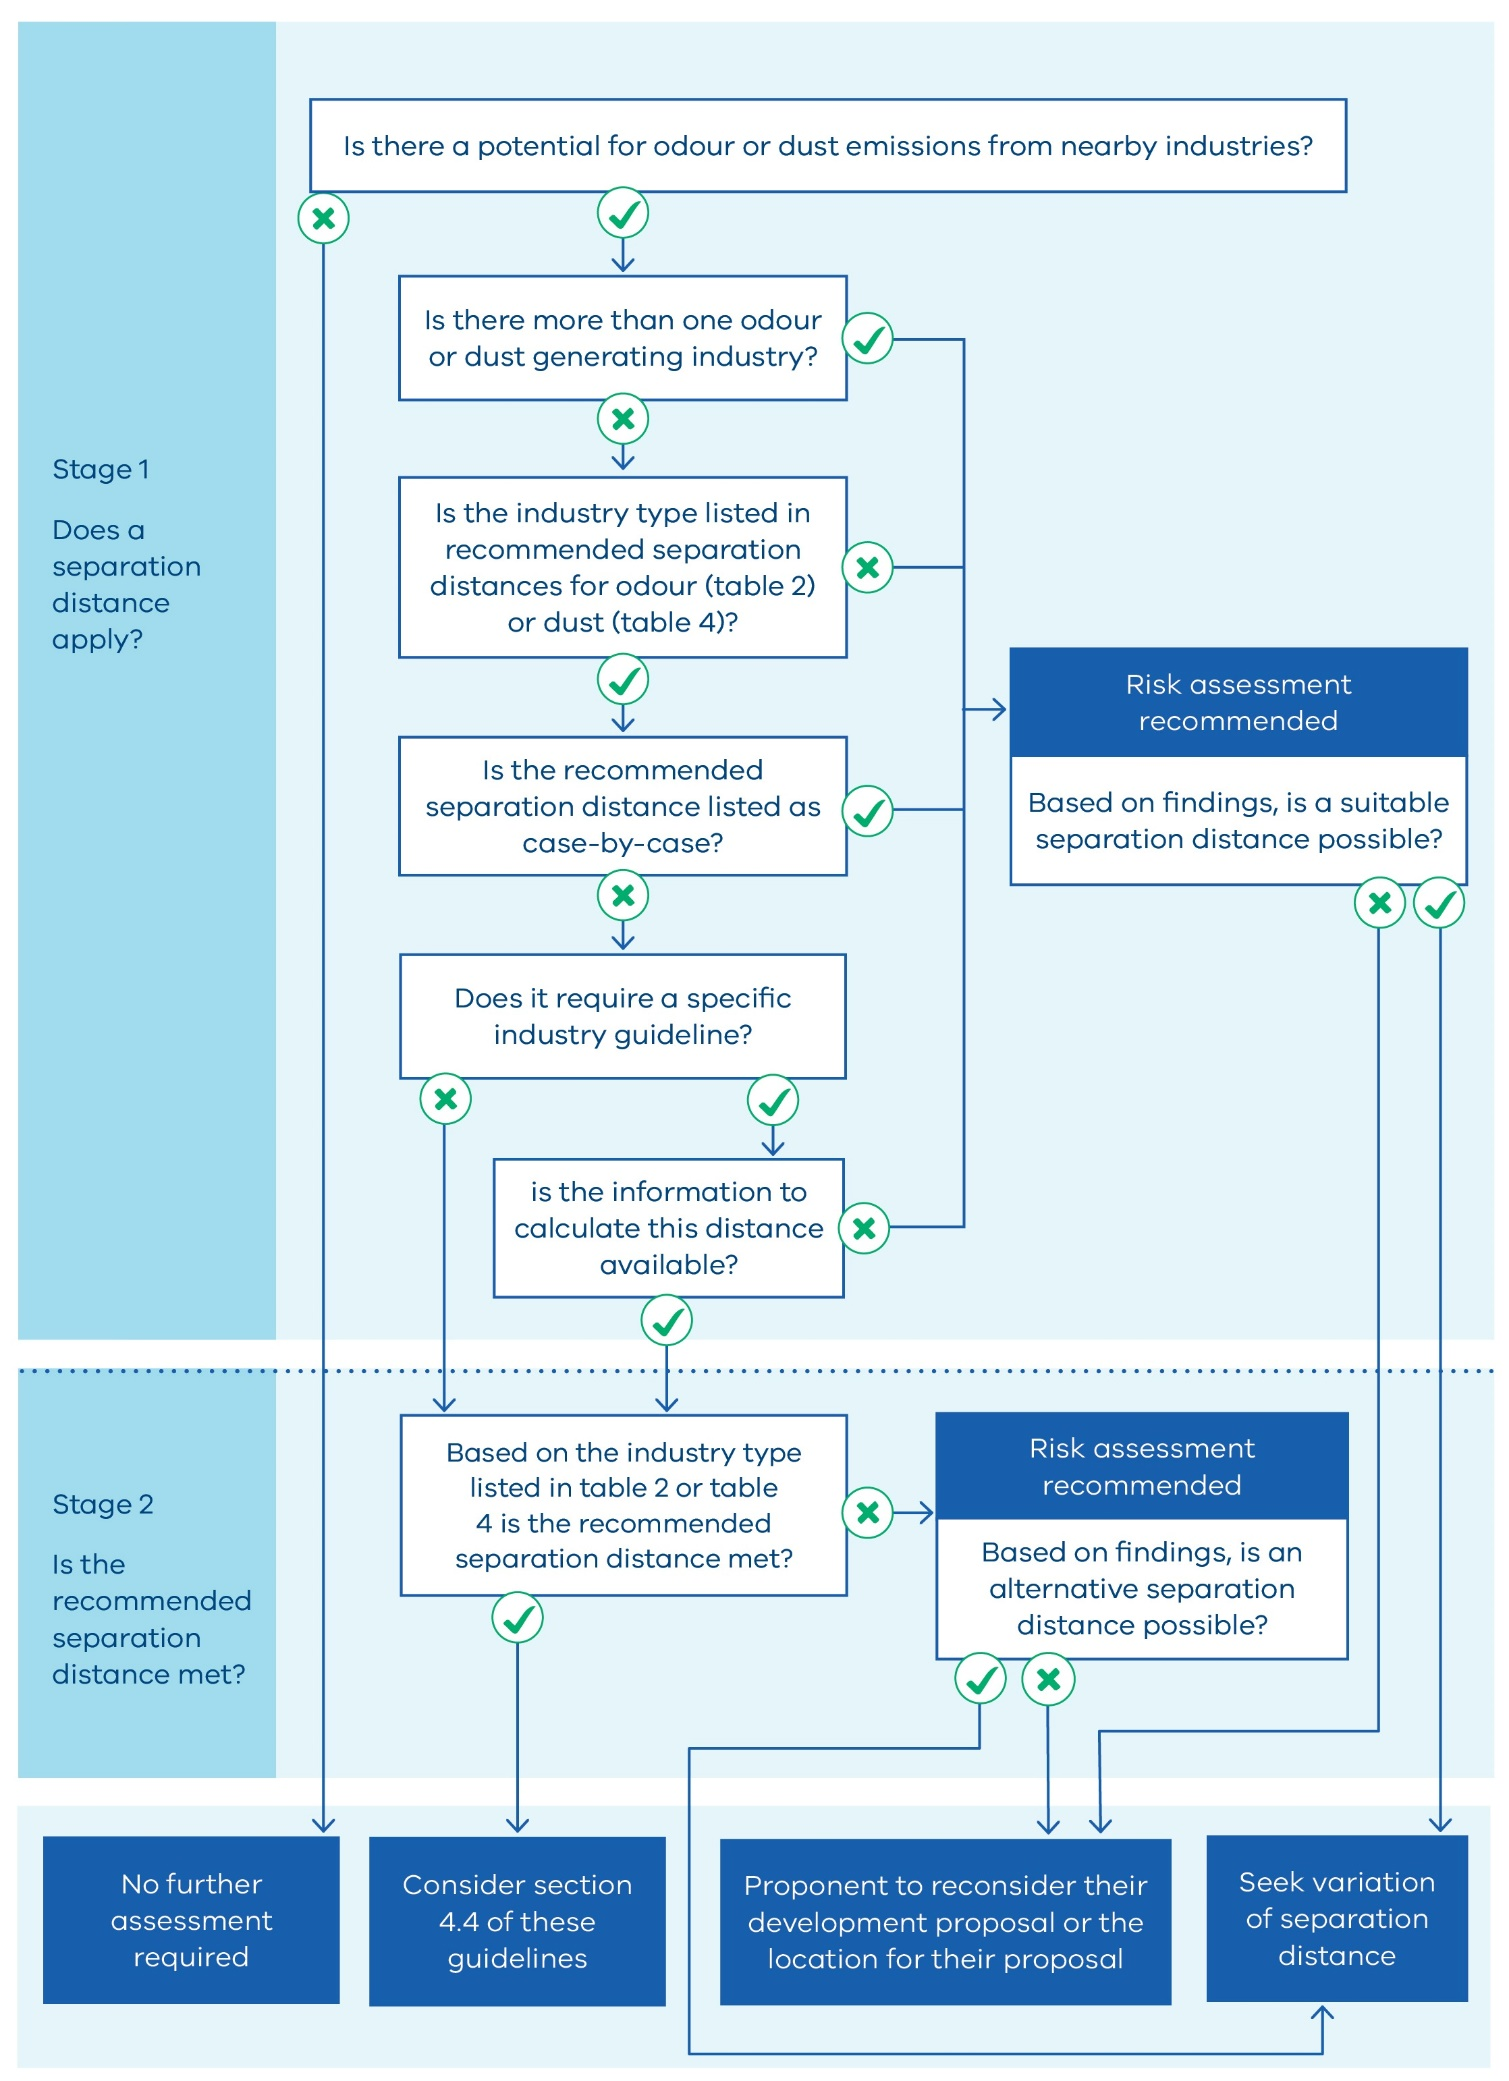 Is there a potential for odour or dust emissions from nearby industries?
Is there more than one odour
or dust generating industry?
Stage 1
Does a
separation
distance
apply?
Is the industry type listed in
recommended separation
distances for odour (table 2)
or dust (table 4)?
Risk assessment
recommended
Based on findings, is a suitable
separation distance possible?
Is the recommended
separation distance listed as
case-by-case?
Does it require a specific
industry guideline?
is the information to
calculate this distance
available?
Stage 2
Is the
recommended
separation
distance met?
Based on the industry type
listed in table 2 or table
4 is the recommended
separation distance met?
Risk assessment
recommended
Based on findings, is an
alternative separation
distance possible?
No further
assessment
required
Consider section
4.4 of these
guidelines
Proponent to reconsider their
development proposal or the
location for their proposal
Seek variation
of separation
distance